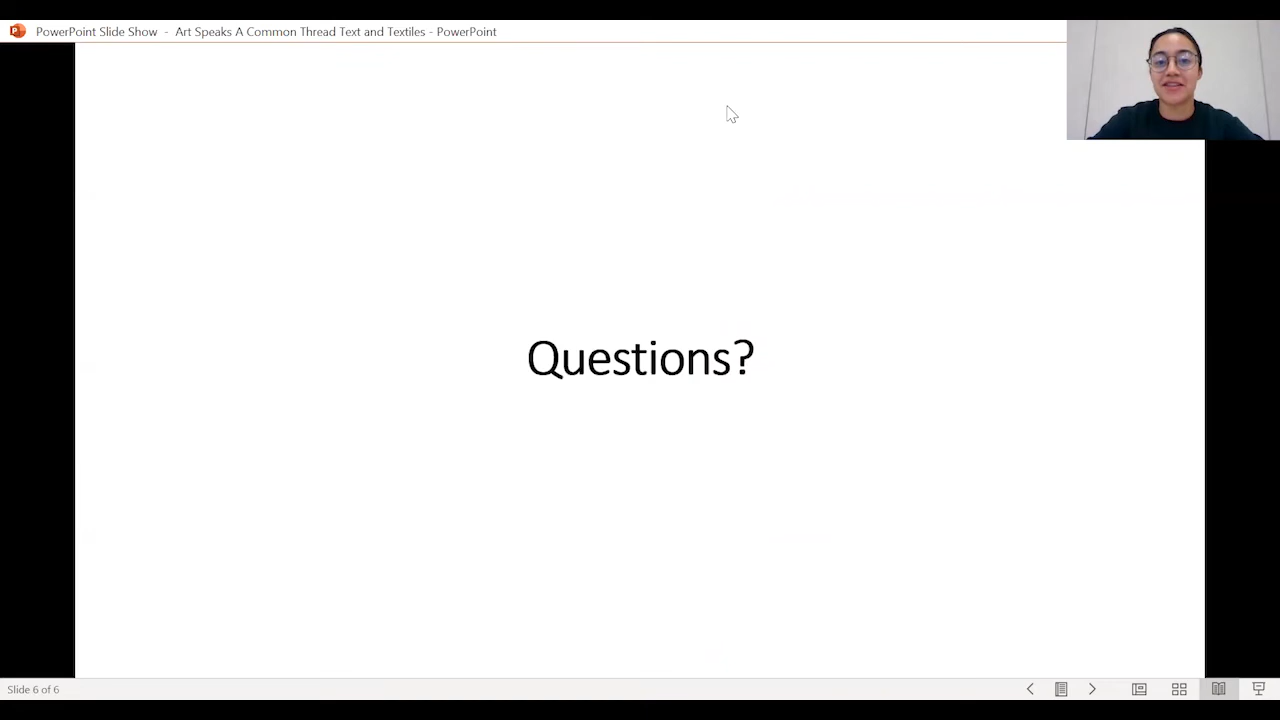 PowerPoint Slide Show - Art Speaks A Common Thread Text and Textiles - PowerPoint
Questions?
Slide 6 of 6